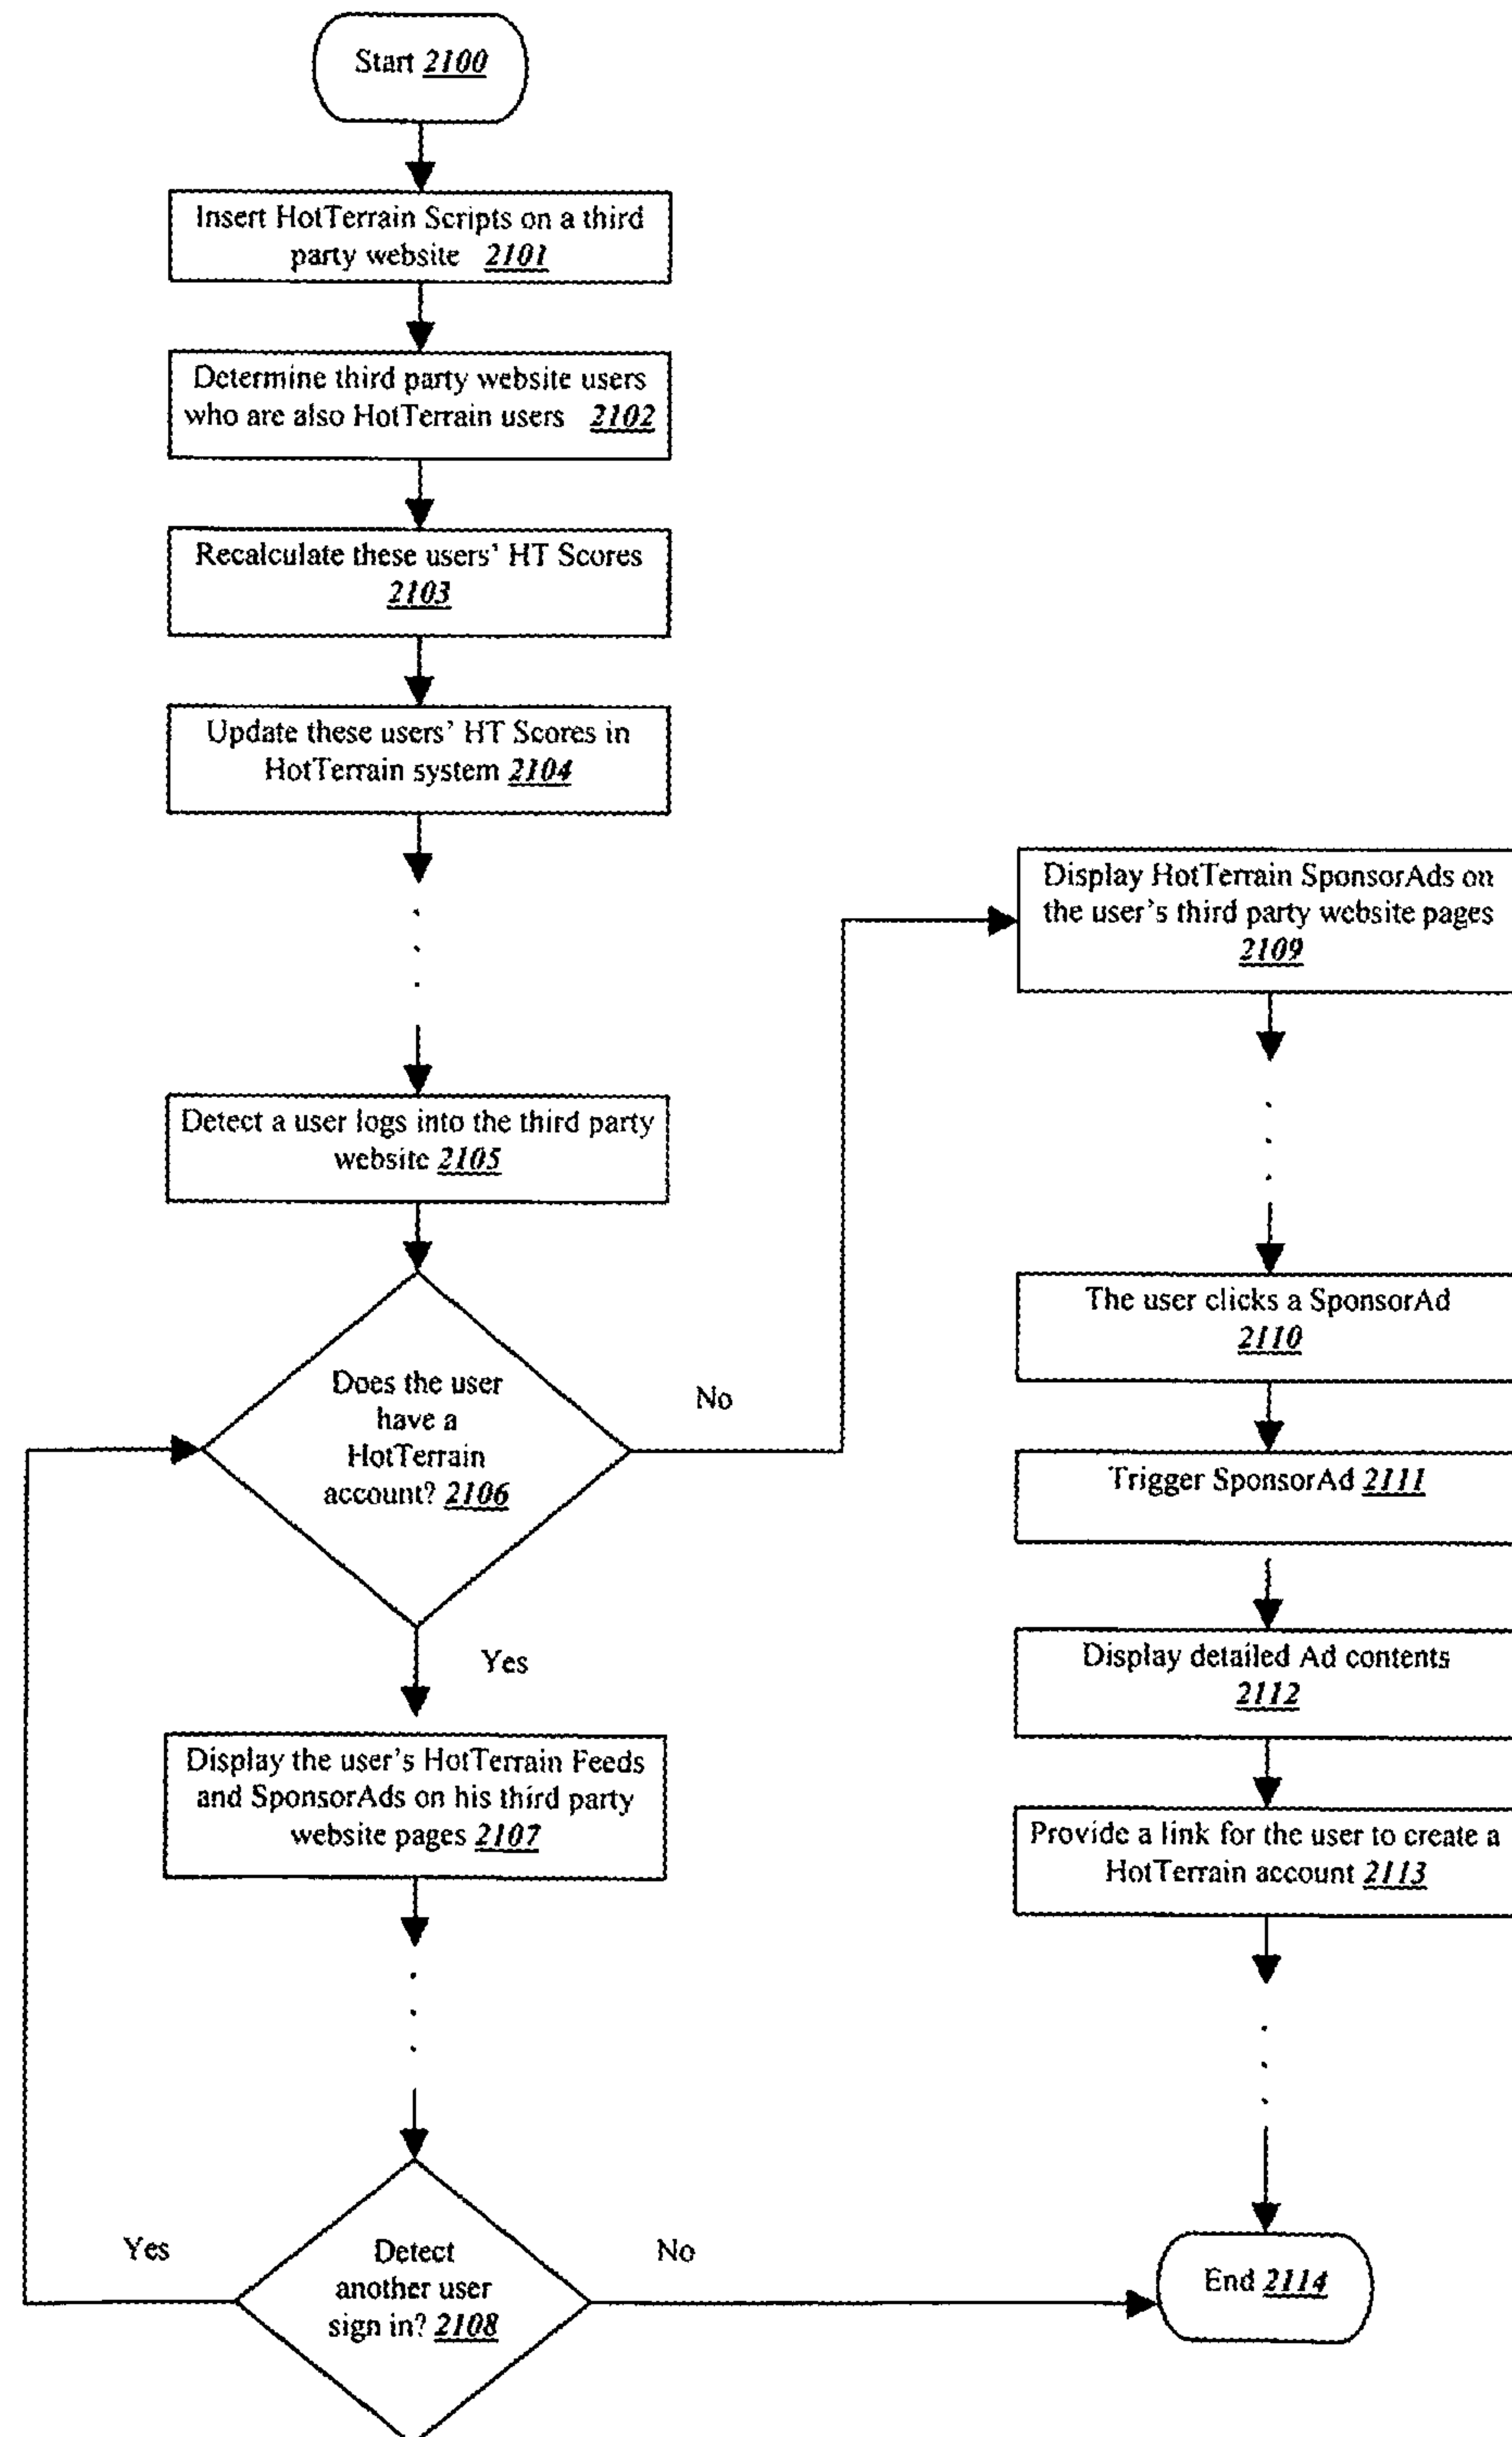 Start 2100
Insert HotTerrain Scripts on a third
party website 2101
Determine third party website users
who are also HotTerrain users 2102
Recalculate these users' HT Scores
2103
Update these users' HT Scores in
HotTerrain system 2104
Detect a user logs into the third party
website 2105
Does the user
have a
HotTerrain
account? 2106
No
Yes
Display the user's HotTerrain Feeds
and SponsorAds on his third party
website pages 2107
Detect
another user
sign in? 2108
Yes
No
Display HotTerrain SponsorAds on
the user's third party website pages
2109
The user clicks a SponsorAd
2110
Trigger SponsorAd 2111
Display detailed Ad contents
2112
Provide a link for the user to create a
HotTerrain account 2113
End 2114